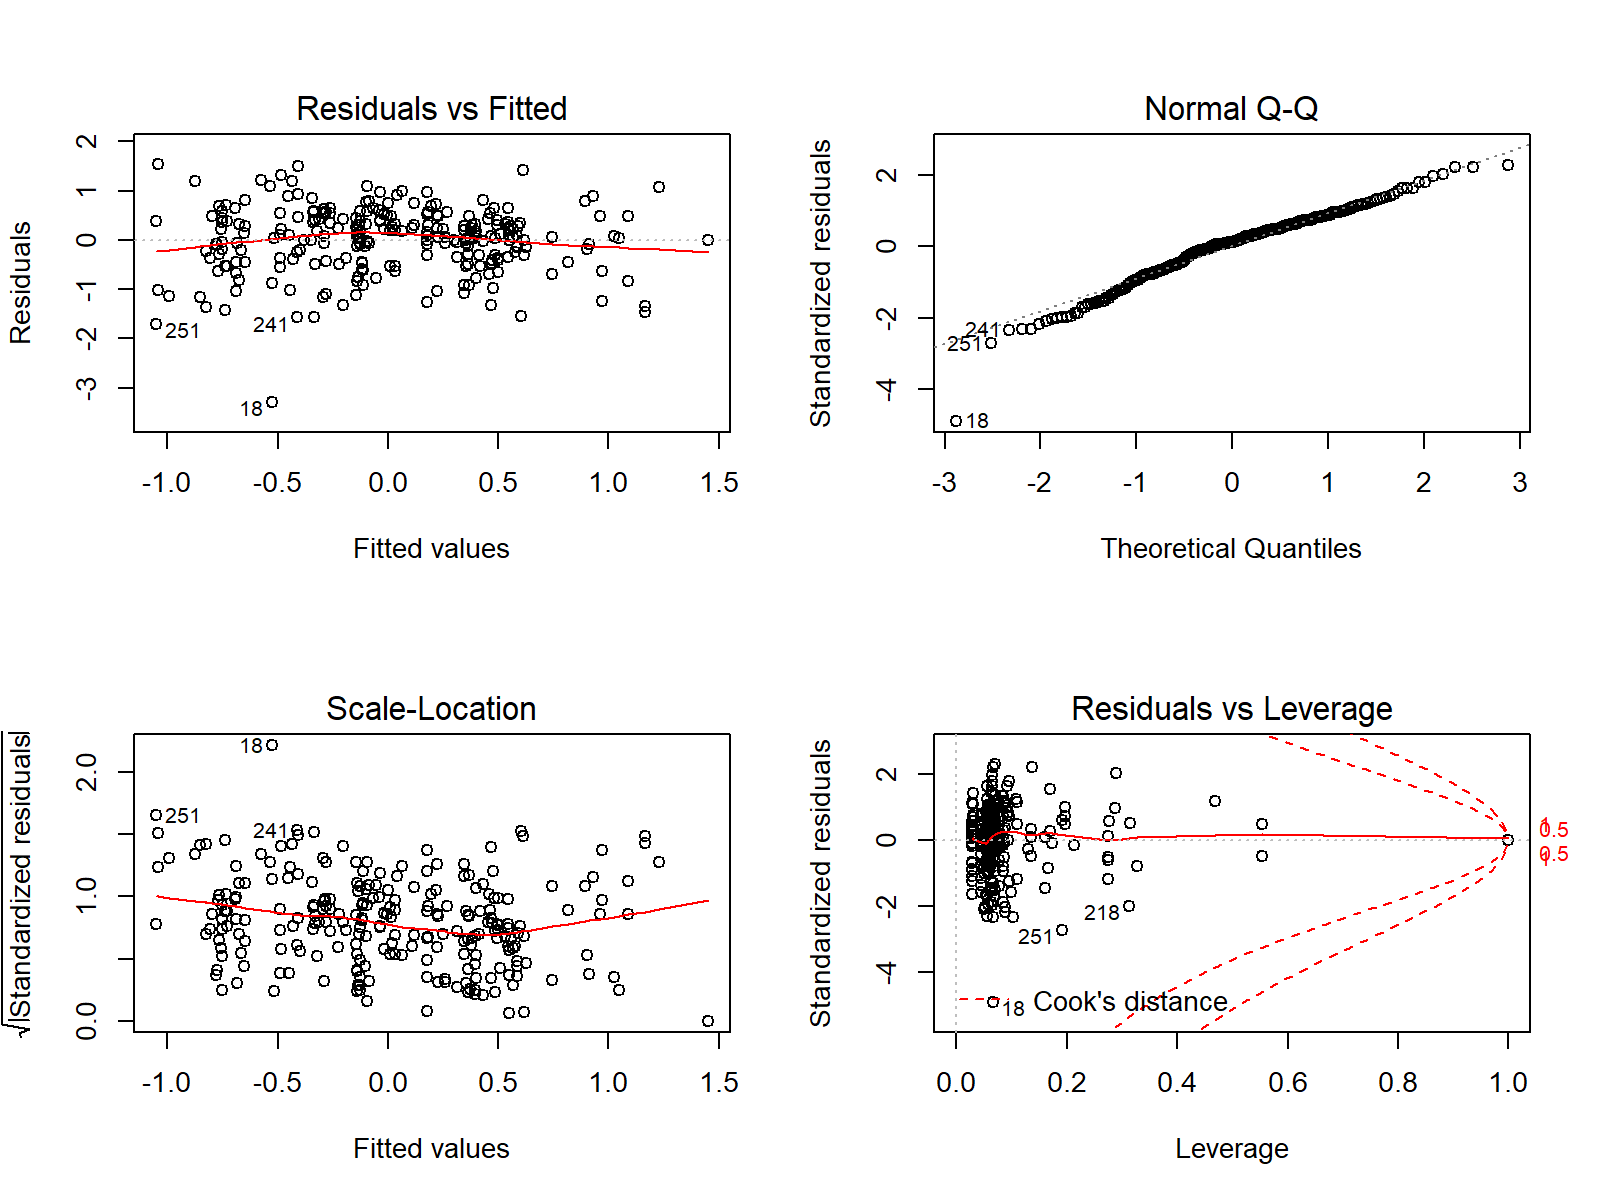 Residuals vs Fitted
Residuals
2
1
0
-1
-2
-3
251
241
18
-1.0 -0.5 0.0 0.5 1.0 1.5
Fitted values
Normal Q-Q
Standardized residuals
2
0
-2
-4
241
251
18
-3 -2 -1 0 1 2 3
Theoretical Quantiles
Scale-Location
√|Standardized residuals|
2.0
1.0
0.0
18
251
241
-1.0 -0.5 0.0 0.5 1.0 1.5
Fitted values
Residuals vs Leverage
Standardized residuals
2
0
-2
-4
1
0.5
0.5
1
218
251
18
Cook's distance
0.0 0.2 0.4 0.6 0.8 1.0
Leverage